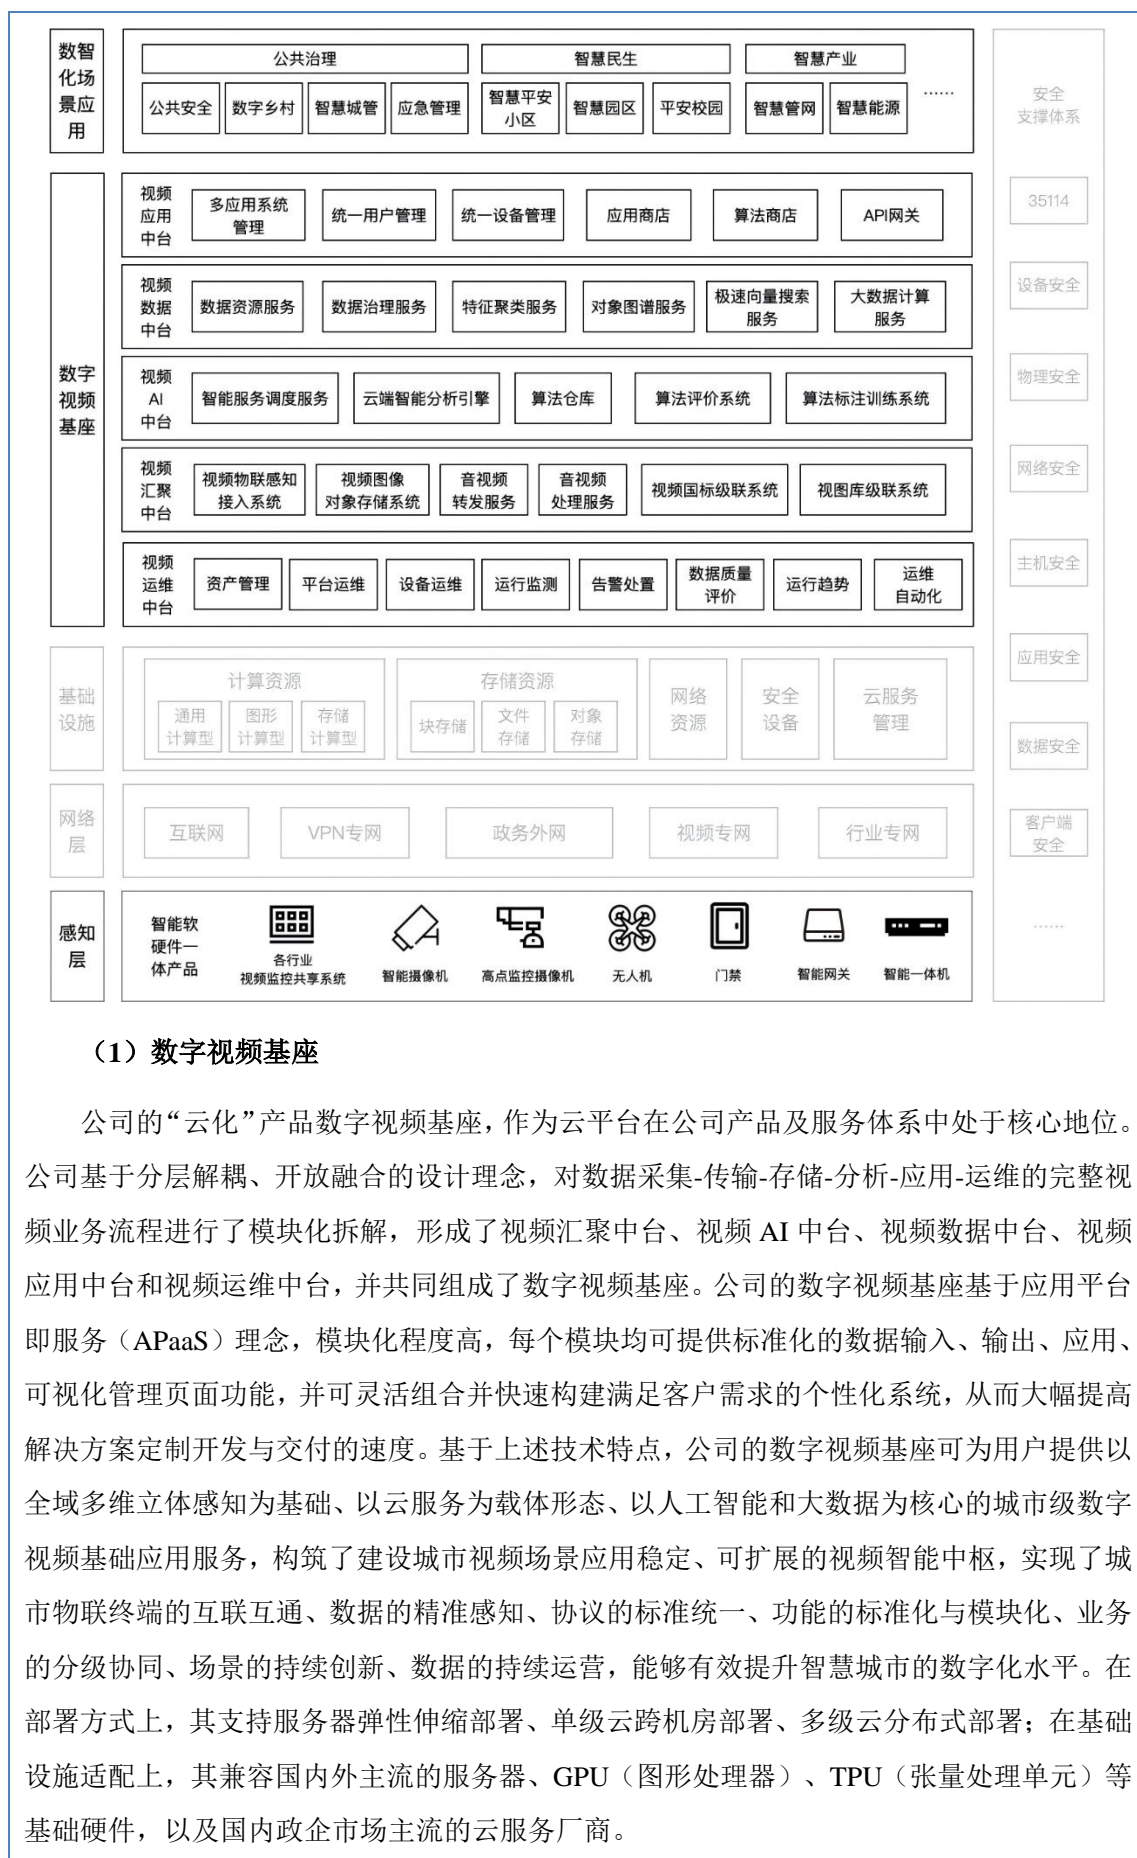 数智
化场
景应
用
公共治理
智慧民生
智慧产业
公共安全
数字乡村
智慧城管
应急管理
智慧平安
小区
智慧园区
平安校园
智慧管网
智慧能源
……
数字
视频
基座
视频
应用
中台
多应用系统
管理
统一用户管理
统一设备管理
应用商店
算法商店
API网关
视频
数据
中台
数据资源服务
数据治理服务
特征聚类服务
对象图谱服务
极速向量搜索
服务
大数据计算
服务
视频
AI
中台
智能服务调度服务
云端智能分析引擎
算法仓库
算法评价系统
算法标注训练系统
视频
汇聚
中台
视频物联感知
接入系统
视频图像
对象存储系统
音视频
转发服务
音视频
处理服务
视频国标级联系统
视图库级联系统
视频
运维
中台
资产管理
平台运维
设备运维
运行监测
告警处置
数据质量
评价
运行趋势
运维
自动化
基础
设施
计算资源
通用
计算型
图形
计算型
存储
计算型
存储资源
块存储
文件
存储
对象
存储
网络
资源
安全
设备
云服务
管理
网络
层
互联网
VPN专网
政务外网
视频专网
行业专网
感知
层
智能软
硬件一
体产品
各行业
视频监控共享系统
智能摄像机
高点监控摄像机
无人机
门禁
智能网关
智能一体机
安全
支撑体系
35114
设备安全
物理安全
网络安全
主机安全
应用安全
数据安全
客户端
安全
……
（1）数字视频基座
公司的“云化”产品数字视频基座，作为云平台在公司产品及服务体系中处于核心地位。
公司基于分层解耦、开放融合的设计理念，对数据采集-传输-存储-分析-应用-运维的完整视
频业务流程进行了模块化拆解，形成了视频汇聚中台、视频 AI 中台、视频数据中台、视频
应用中台和视频运维中台，并共同组成了数字视频基座。公司的数字视频基座基于应用平台
即服务（APaaS）理念，模块化程度高，每个模块均可提供标准化的数据输入、输出、应用、
可视化管理页面功能，并可灵活组合并快速构建满足客户需求的个性化系统，从而大幅提高
解决方案定制开发与交付的速度。基于上述技术特点，公司的数字视频基座可为用户提供以
全域多维立体感知为基础、以云服务为载体形态、以人工智能和大数据为核心的城市级数字
视频基础应用服务，构筑了建设城市视频场景应用稳定、可扩展的视频智能中枢，实现了城
市物联终端的互联互通、数据的精准感知、协议的标准统一、功能的标准化与模块化、业务
的分级协同、场景的持续创新、数据的持续运营，能够有效提升智慧城市的数字化水平。在
部署方式上，其支持服务器弹性伸缩部署、单级云跨机房部署、多级云分布式部署；在基础
设施适配上，其兼容国内外主流的服务器、GPU（图形处理器）、TPU（张量处理单元）等
基础硬件，以及国内政企市场主流的云服务厂商。